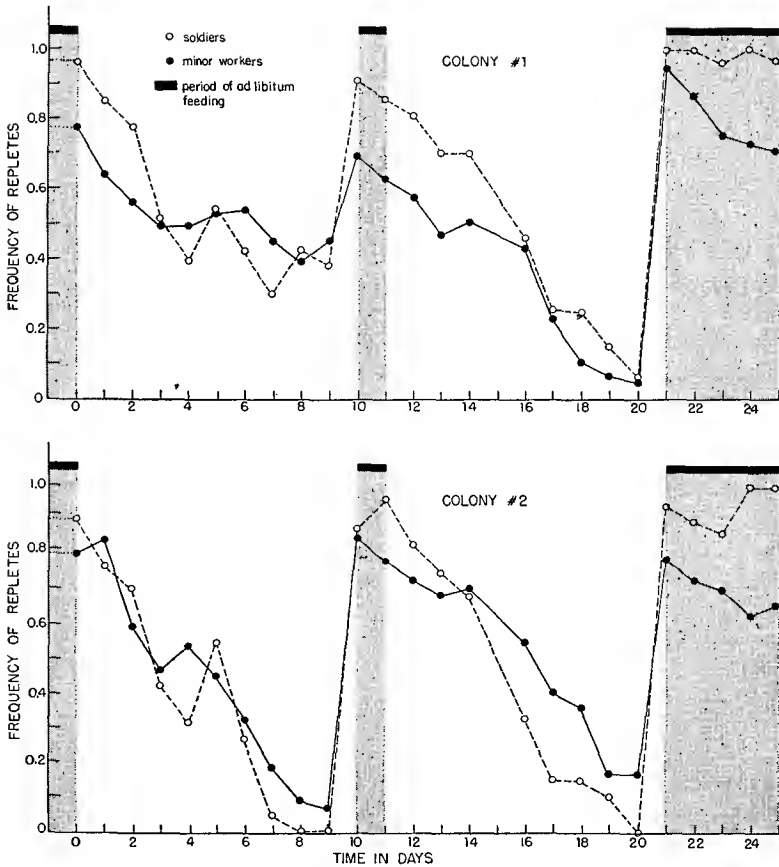 soldiers
minor workers
period of ad libitum
feeding
COLONY #1
FREQUENCY OF REPLETES
1.0
0.8
0.6
0.4
0.2
0
0 2 4 6 8 10 12 14 16 18 20 22 24
COLONY #2
FREQUENCY OF REPLETES
1.0
0.8
0.6
0.4
0.2
0
0 2 4 6 8 10 12 14 16 18 20 22 24
TIME IN DAYS